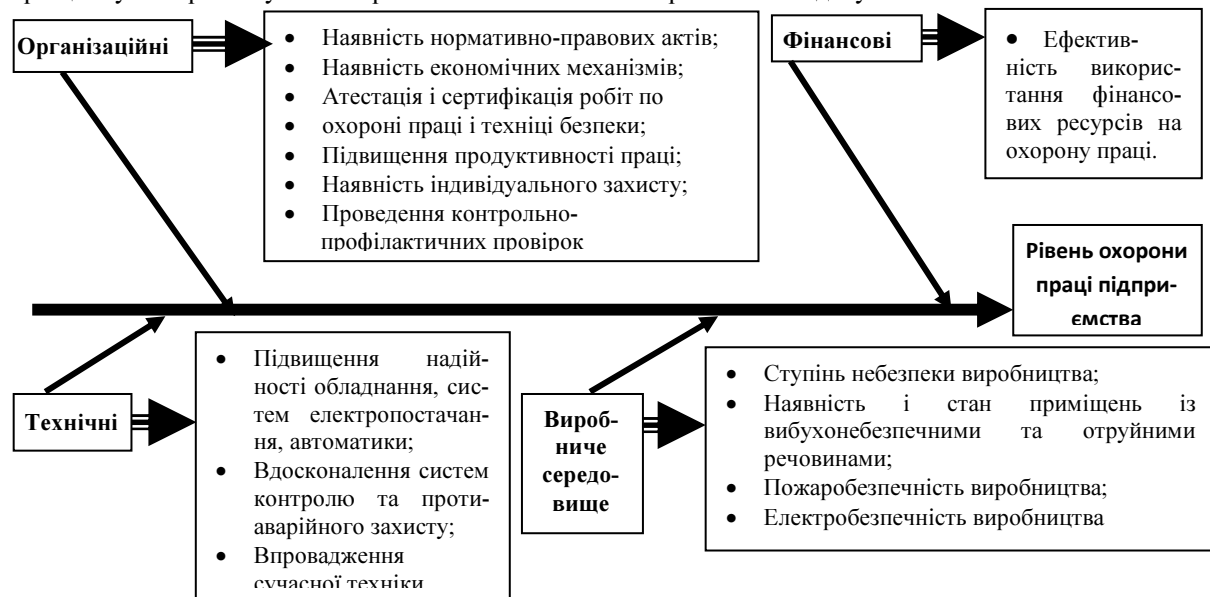 Організаційні
• Наявність нормативно-правових актів;
• Наявність економічних механізмів;
• Атестація і сертифікація робіт по
• охороні праці і техніці безпеки;
• Підвищення продуктивності праці;
• Наявність індивідуального захисту;
• Проведення контрольно-
профілактичних провірок
Фінансові
• Ефектив-
ність викорис-
тання фінансо-
вих ресурсів на
охорону праці.
Рівень охорони
праці підпри-
ємства
Технічні
• Підвищення надій-
ності обладнання, сис-
тем електропостачан-
ня, автоматики;
• Вдосконалення систем
контролю та проти-
аварійного захисту;
• Впровадження
сучасної техніки
Вироб-
ниче
середо-
вище
• Ступінь небезпеки виробництва;
• Наявність і стан приміщень із
вибухонебезпечними та отруйними
речовинами;
• Пожаробезпечність виробництва;
• Електробезпечність виробництва